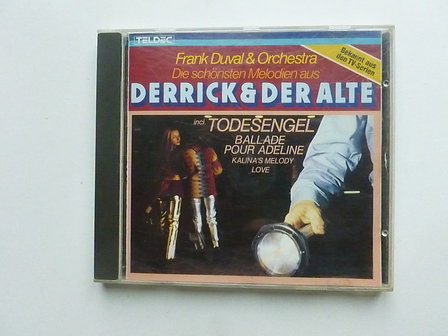 TELDEC
Frank Duval & Orchestra
Die schönsten Melodien aus
Bekannt aus
den TV-Serien
DERRICK & DER ALTE
incl. TODESENGEL
BALLADE
POUR ADELINE
KALINA'S MELODY
LOVE